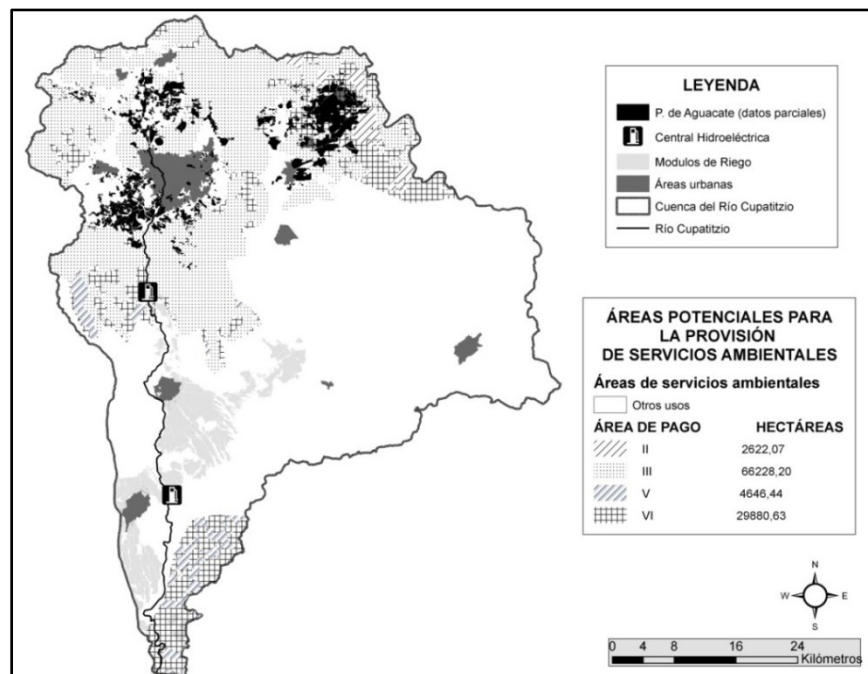 LEYENDA
P. de Aguacate (datos parciales)
Central Hidroeléctrica
Modulos de Riego
Áreas urbanas
Cuenca del Río Cupatitzio
Río Cupatitzio
ÁREAS POTENCIALES PARA
LA PROVISIÓN
DE SERVICIOS AMBIENTALES
Áreas de servicios ambientales
Otros usos
ÁREA DE PAGO HECTÁREAS
II 2622,07
III 66228,20
V 4646,44
VI 29880,63
N
W E
S
0 4 8 16 24
Kilómetros